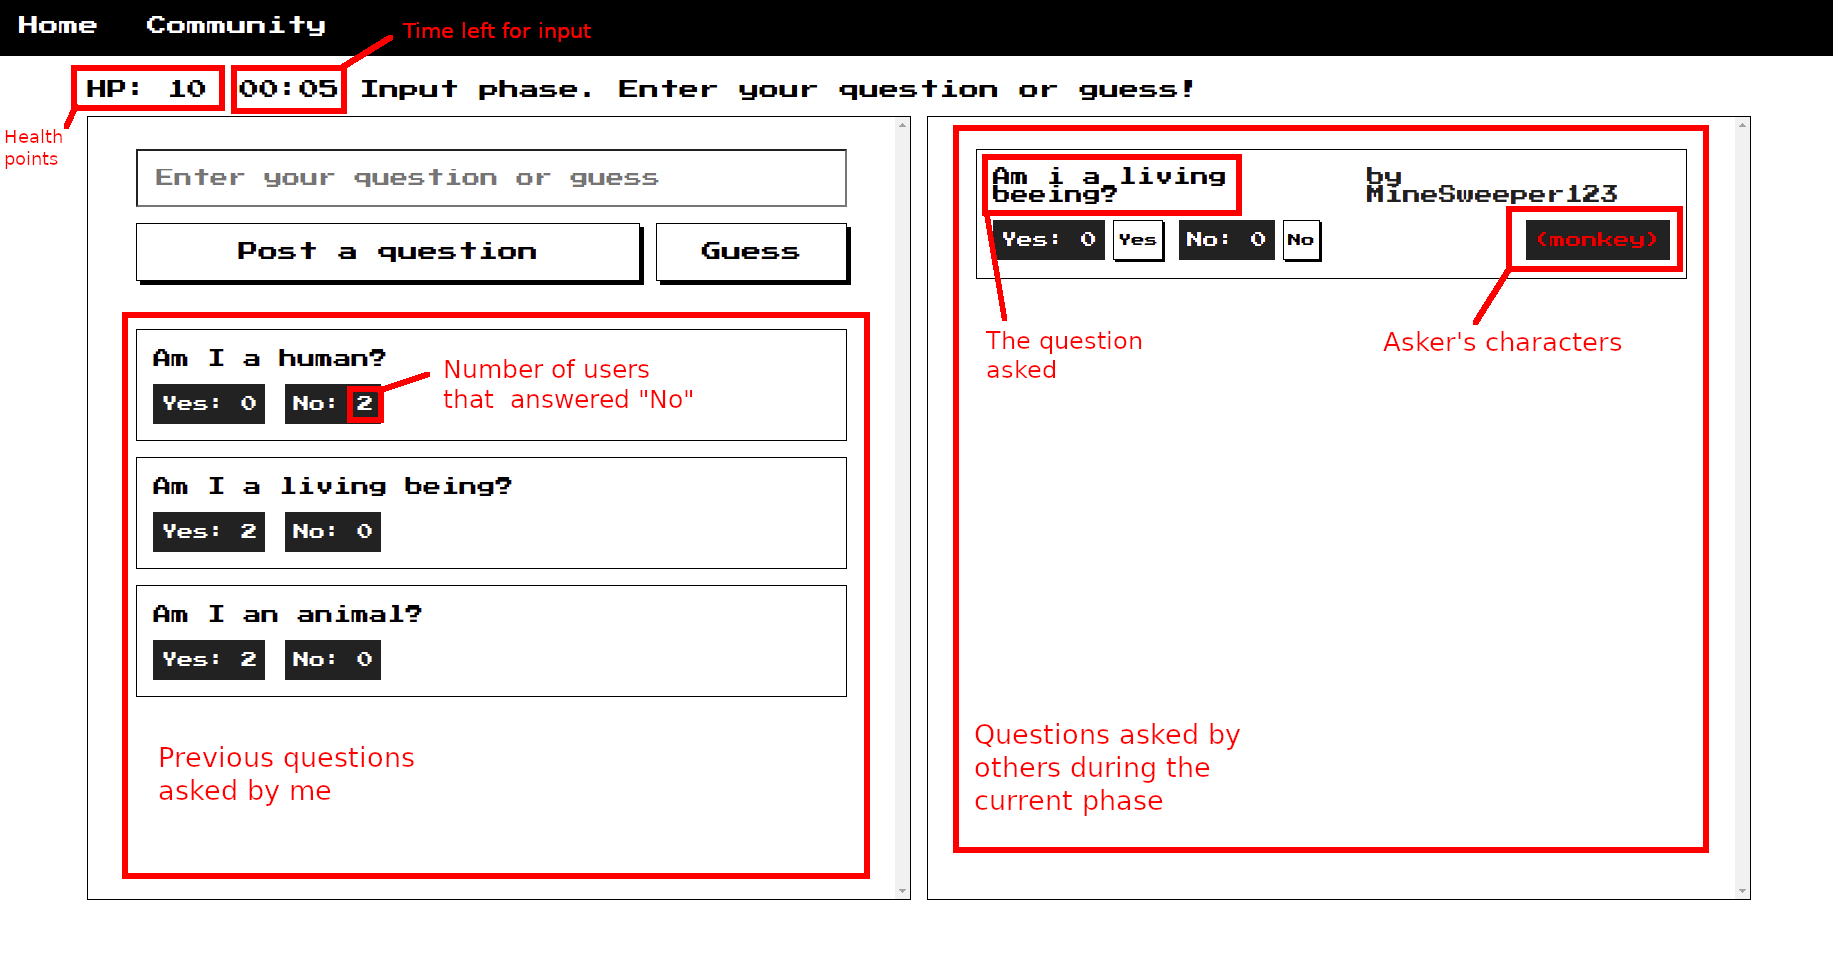 Home Community
Time left for input
HP: 10 00:05 Input phase. Enter your question or guess!
Health
points
Enter your question or guess
Post a question Guess
Am I a human?
Yes: 0 No: 2
Number of users
that answered "No"
Am I a living being?
Yes: 2 No: 0
Am I an animal?
Yes: 2 No: 0
Previous questions
asked by me
Am i a living
beeing?
by
MineSweeper123
Yes: 0 Yes No: 0 No (monkey)
The question
asked
Asker's characters
Questions asked by
others during the
current phase